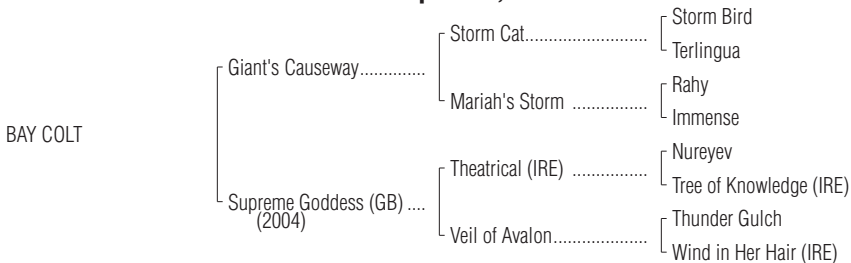 Storm Bird
Storm Cat......................
Terlingua
Giant's Causeway..............
Rahy
Mariah's Storm ................
Immense
BAY COLT
Nureyev
Theatrical (IRE) ................
Tree of Knowledge (IRE)
Supreme Goddess (GB) ....
(2004)
Thunder Gulch
Veil of Avalon....................
Wind in Her Hair (IRE)